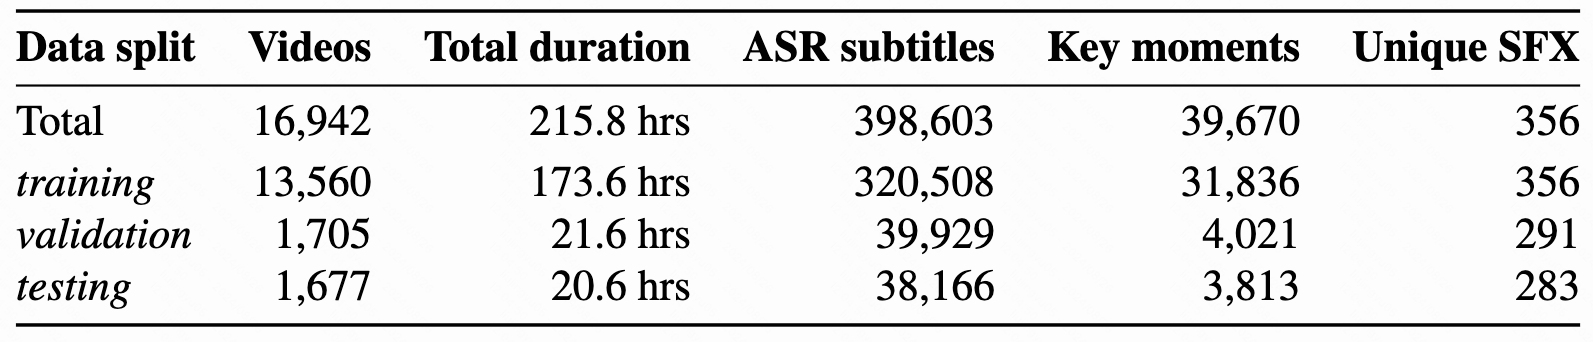 Data split Videos Total duration ASR subtitles Key moments Unique SFX
Total 16,942 215.8 hrs 398,603 39,670 356
training 13,560 173.6 hrs 320,508 31,836 356
validation 1,705 21.6 hrs 39,929 4,021 291
testing 1,677 20.6 hrs 38,166 3,813 283